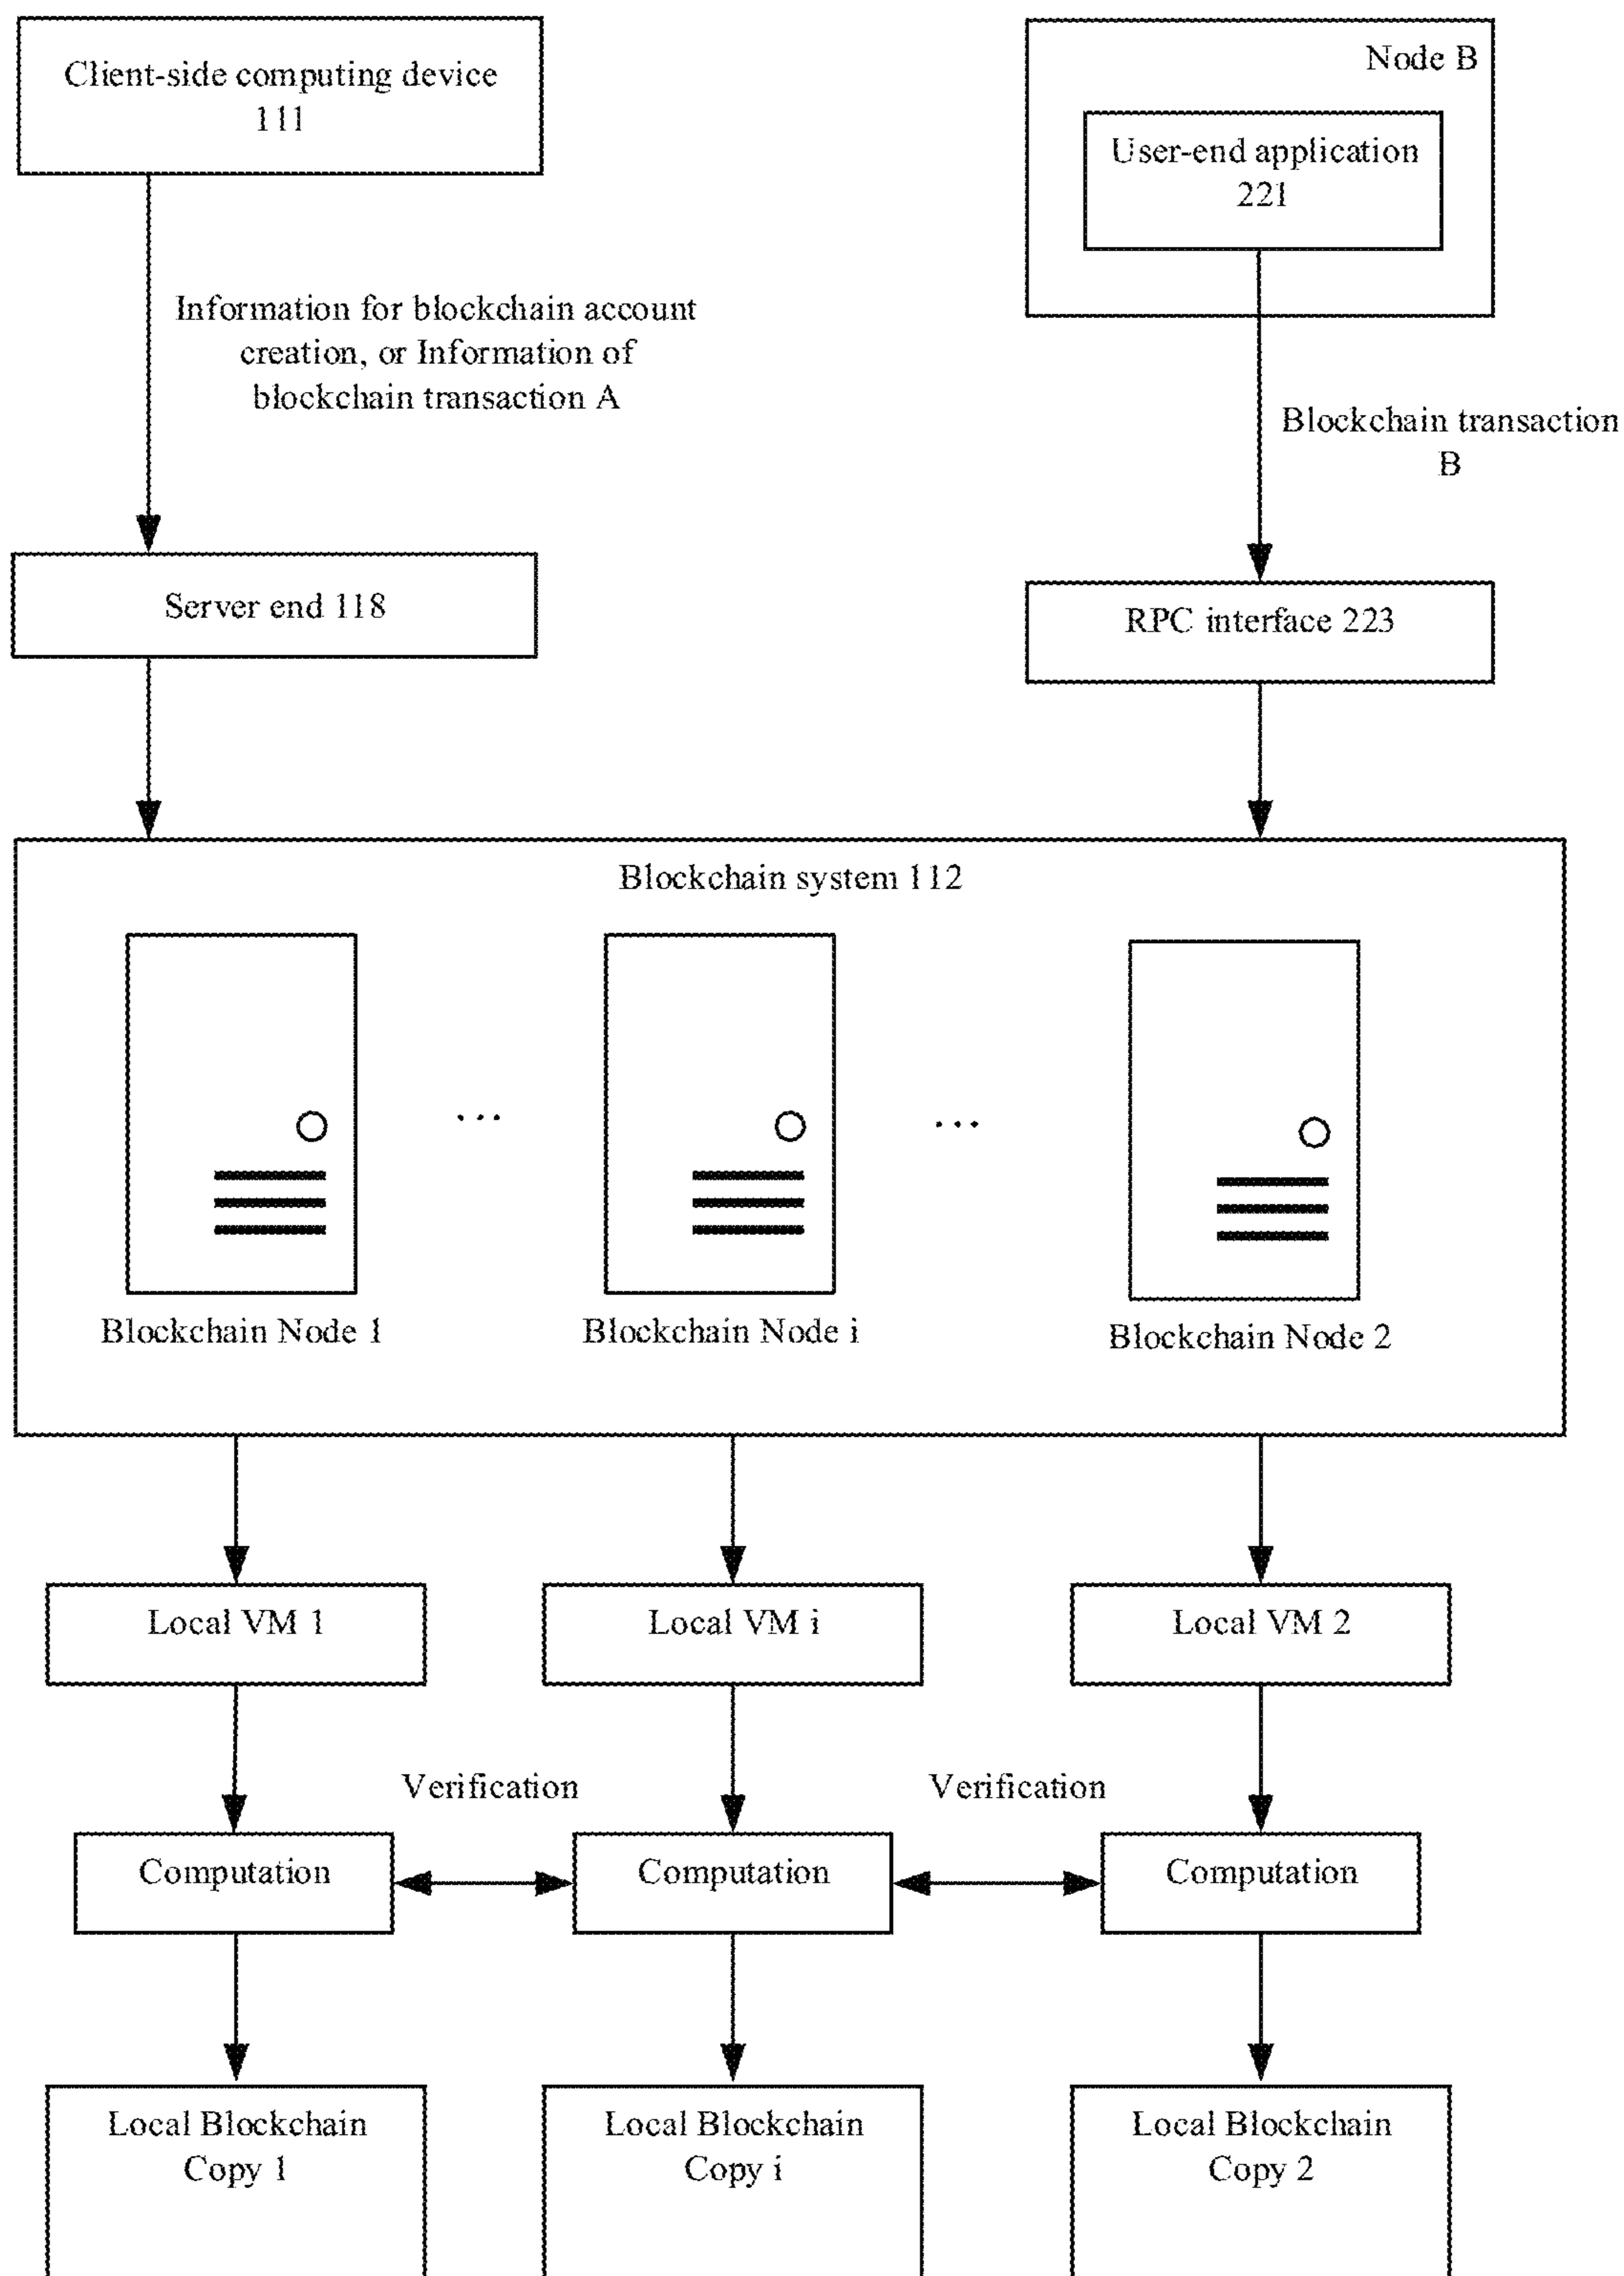 Client-side computing device
111
Node B
User-end application
221
Information for blockchain account
creation, or Information of
blockchain transaction A
Blockchain transaction
B
Server end 118
RPC interface 223
Blockchain system 112
...
...
Blockchain Node 1
Blockchain Node i
Blockchain Node 2
Local VM 1
Local VM i
Local VM 2
Verification
Verification
Computation
Computation
Computation
Local Blockchain
Copy 1
Local Blockchain
Copy i
Local Blockchain
Copy 2